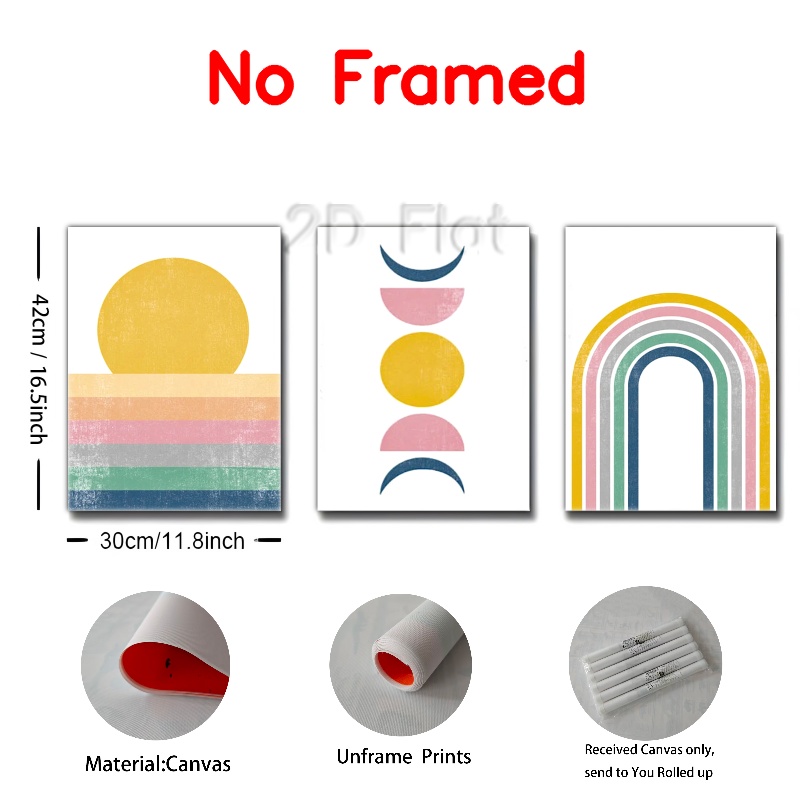 No Framed
2D Flat
42cm / 16.5inch
30cm/11.8inch
Material:Canvas
Unframe Prints
Received Canvas only,
send to You Rolled up